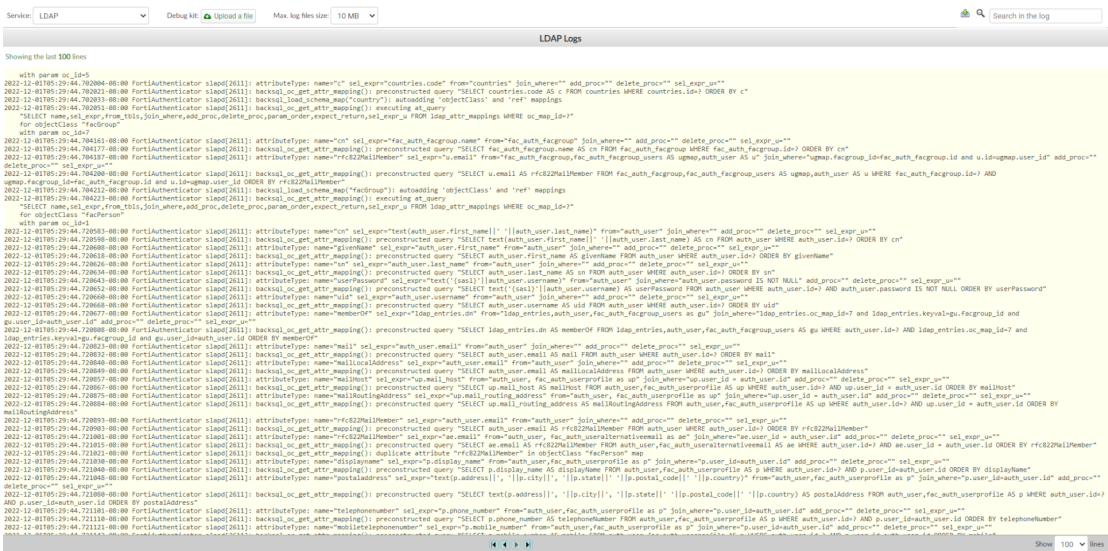 Service: LDAP Debug kit: Upload a file Max. log files size: 10 MB Search in the log
LDAP Logs
Showing the last 100 lines
with param oc_id=5
2022-12-01T05:29:44.702004-08:00 FortiAuthenticator slapd[2611]: attributeType: name="c" sel_expr="countries.code" from="countries" join_where="" add_proc="" delete_proc="" sel_expr_u=""
2022-12-01T05:29:44.702021-08:00 FortiAuthenticator slapd[2611]: backsql_oc_get_attr_mapping(): preconstructed query "SELECT countries.code AS c FROM countries WHERE countries.id=? ORDER BY c"
2022-12-01T05:29:44.702033-08:00 FortiAuthenticator slapd[2611]: backsql_load_schema_map("country"): autoadding 'objectClass' and 'ref' mappings
2022-12-01T05:29:44.702051-08:00 FortiAuthenticator slapd[2611]: backsql_oc_get_attr_mapping(): executing at_query
"SELECT name,sel_expr,from_tbls,join_where,add_proc,delete_proc,param_order,expect_return,sel_expr_u FROM ldap_attr_mappings WHERE oc_map_id=?"
for objectClass "facGroup"
with param oc_id=7
2022-12-01T05:29:44.704161-08:00 FortiAuthenticator slapd[2611]: attributeType: name="cn" sel_expr="fac_auth_facgroup.name" from="fac_auth_facgroup" join_where="" add_proc="" delete_proc="" sel_expr_u=""
2022-12-01T05:29:44.704177-08:00 FortiAuthenticator slapd[2611]: backsql_oc_get_attr_mapping(): preconstructed query "SELECT fac_auth_facgroup.name AS cn FROM fac_auth_facgroup WHERE fac_auth_facgroup.id=? ORDER BY cn"
2022-12-01T05:29:44.704187-08:00 FortiAuthenticator slapd[2611]: attributeType: name="rfc822MailMember" sel_expr="u.email" from="fac_auth_facgroup,fac_auth_facgroup_users AS ugmap,auth_user AS u" join_where="ugmap.facgroup_id=fac_auth_facgroup.id and u.id=ugmap.user_id" add_proc=""
delete_proc="" sel_expr_u=""
2022-12-01T05:29:44.704200-08:00 FortiAuthenticator slapd[2611]: backsql_oc_get_attr_mapping(): preconstructed query "SELECT u.email AS rfc822MailMember FROM fac_auth_facgroup,fac_auth_facgroup_users AS ugmap,auth_user AS u WHERE fac_auth_facgroup.id=? AND
ugmap.facgroup_id=fac_auth_facgroup.id and u.id=ugmap.user_id ORDER BY rfc822MailMember"
2022-12-01T05:29:44.704212-08:00 FortiAuthenticator slapd[2611]: backsql_load_schema_map("facGroup"): autoadding 'objectClass' and 'ref' mappings
2022-12-01T05:29:44.704223-08:00 FortiAuthenticator slapd[2611]: backsql_oc_get_attr_mapping(): executing at_query
"SELECT name,sel_expr,from_tbls,join_where,add_proc,delete_proc,param_order,expect_return,sel_expr_u FROM ldap_attr_mappings WHERE oc_map_id=?"
for objectClass "facPerson"
with param oc_id=1
2022-12-01T05:29:44.720583-08:00 FortiAuthenticator slapd[2611]: attributeType: name="cn" sel_expr="text(auth_user.first_name||' '||auth_user.last_name)" from="auth_user" join_where="" add_proc="" delete_proc="" sel_expr_u=""
2022-12-01T05:29:44.720598-08:00 FortiAuthenticator slapd[2611]: backsql_oc_get_attr_mapping(): preconstructed query "SELECT text(auth_user.first_name||' '||auth_user.last_name) AS cn FROM auth_user WHERE auth_user.id=? ORDER BY cn"
2022-12-01T05:29:44.720608-08:00 FortiAuthenticator slapd[2611]: attributeType: name="givenName" sel_expr="auth_user.first_name" from="auth_user" join_where="" add_proc="" delete_proc="" sel_expr_u=""
2022-12-01T05:29:44.720618-08:00 FortiAuthenticator slapd[2611]: backsql_oc_get_attr_mapping(): preconstructed query "SELECT auth_user.first_name AS givenName FROM auth_user WHERE auth_user.id=? ORDER BY givenName"
2022-12-01T05:29:44.720626-08:00 FortiAuthenticator slapd[2611]: attributeType: name="sn" sel_expr="auth_user.last_name" from="auth_user" join_where="" add_proc="" delete_proc="" sel_expr_u=""
2022-12-01T05:29:44.720634-08:00 FortiAuthenticator slapd[2611]: backsql_oc_get_attr_mapping(): preconstructed query "SELECT auth_user.last_name AS sn FROM auth_user WHERE auth_user.id=? ORDER BY sn"
2022-12-01T05:29:44.720643-08:00 FortiAuthenticator slapd[2611]: attributeType: name="userPassword" sel_expr="text('{sasl}'||auth_user.username)" from="auth_user" join_where="auth_user.password IS NOT NULL" add_proc="" delete_proc="" sel_expr_u=""
2022-12-01T05:29:44.720652-08:00 FortiAuthenticator slapd[2611]: backsql_oc_get_attr_mapping(): preconstructed query "SELECT text('{sasl}'||auth_user.username) AS userPassword FROM auth_user WHERE auth_user.id=? AND auth_user.password IS NOT NULL ORDER BY userPassword"
2022-12-01T05:29:44.720660-08:00 FortiAuthenticator slapd[2611]: attributeType: name="uid" sel_expr="auth_user.username" from="auth_user" join_where="" add_proc="" delete_proc="" sel_expr_u=""
2022-12-01T05:29:44.720668-08:00 FortiAuthenticator slapd[2611]: backsql_oc_get_attr_mapping(): preconstructed query "SELECT auth_user.username AS uid FROM auth_user WHERE auth_user.id=? ORDER BY uid"
2022-12-01T05:29:44.720677-08:00 FortiAuthenticator slapd[2611]: attributeType: name="memberOf" sel_expr="ldap_entries.dn" from="ldap_entries,auth_user,fac_auth_facgroup_users as gu" join_where="ldap_entries.oc_map_id=7 and ldap_entries.keyval=gu.facgroup_id and
gu.user_id=auth_user.id" add_proc="" delete_proc="" sel_expr_u=""
2022-12-01T05:29:44.720808-08:00 FortiAuthenticator slapd[2611]: backsql_oc_get_attr_mapping(): preconstructed query "SELECT ldap_entries.dn AS memberOf FROM ldap_entries,auth_user,fac_auth_facgroup_users AS gu WHERE auth_user.id=? AND ldap_entries.oc_map_id=7 and
ldap_entries.keyval=gu.facgroup_id and gu.user_id=auth_user.id ORDER BY memberOf"
2022-12-01T05:29:44.720823-08:00 FortiAuthenticator slapd[2611]: attributeType: name="mail" sel_expr="auth_user.email" from="auth_user" join_where="" add_proc="" delete_proc="" sel_expr_u=""
2022-12-01T05:29:44.720832-08:00 FortiAuthenticator slapd[2611]: backsql_oc_get_attr_mapping(): preconstructed query "SELECT auth_user.email AS mail FROM auth_user WHERE auth_user.id=? ORDER BY mail"
2022-12-01T05:29:44.720840-08:00 FortiAuthenticator slapd[2611]: attributeType: name="mailLocalAddress" sel_expr="auth_user.email" from="auth_user" join_where="" add_proc="" delete_proc="" sel_expr_u=""
2022-12-01T05:29:44.720849-08:00 FortiAuthenticator slapd[2611]: backsql_oc_get_attr_mapping(): preconstructed query "SELECT auth_user.email AS mailLocalAddress FROM auth_user WHERE auth_user.id=? ORDER BY mailLocalAddress"
2022-12-01T05:29:44.720857-08:00 FortiAuthenticator slapd[2611]: attributeType: name="mailHost" sel_expr="up.mail_host" from="auth_user, fac_auth_userprofile as up" join_where="up.user_id = auth_user.id" add_proc="" delete_proc="" sel_expr_u=""
2022-12-01T05:29:44.720867-08:00 FortiAuthenticator slapd[2611]: backsql_oc_get_attr_mapping(): preconstructed query "SELECT up.mail_host AS mailHost FROM auth_user,fac_auth_userprofile AS up WHERE auth_user.id=? AND up.user_id = auth_user.id ORDER BY mailHost"
2022-12-01T05:29:44.720875-08:00 FortiAuthenticator slapd[2611]: attributeType: name="mailRoutingAddress" sel_expr="up.mail_routing_address" from="auth_user, fac_auth_userprofile as up" join_where="up.user_id = auth_user.id" add_proc="" delete_proc="" sel_expr_u=""
2022-12-01T05:29:44.720884-08:00 FortiAuthenticator slapd[2611]: backsql_oc_get_attr_mapping(): preconstructed query "SELECT up.mail_routing_address AS mailRoutingAddress FROM auth_user,fac_auth_userprofile AS up WHERE auth_user.id=? AND up.user_id = auth_user.id ORDER BY
mailRoutingAddress"
2022-12-01T05:29:44.720893-08:00 FortiAuthenticator slapd[2611]: attributeType: name="rfc822MailMember" sel_expr="auth_user.email" from="auth_user" join_where="" add_proc="" delete_proc="" sel_expr_u=""
2022-12-01T05:29:44.720903-08:00 FortiAuthenticator slapd[2611]: backsql_oc_get_attr_mapping(): preconstructed query "SELECT auth_user.email AS rfc822MailMember FROM auth_user WHERE auth_user.id=? ORDER BY rfc822MailMember"
2022-12-01T05:29:44.721001-08:00 FortiAuthenticator slapd[2611]: attributeType: name="rfc822MailMember" sel_expr="ae.email" from="auth_user, fac_auth_useralternativeemail as ae" join_where="ae.user_id = auth_user.id" add_proc="" delete_proc="" sel_expr_u=""
2022-12-01T05:29:44.721012-08:00 FortiAuthenticator slapd[2611]: backsql_oc_get_attr_mapping(): preconstructed query "SELECT ae.email AS rfc822MailMember FROM auth_user,fac_auth_useralternativeemail AS ae WHERE auth_user.id=? AND ae.user_id = auth_user.id ORDER BY rfc822MailMember"
2022-12-01T05:29:44.721021-08:00 FortiAuthenticator slapd[2611]: backsql_oc_get_attr_mapping(): duplicate attribute "rfc822MailMember" in objectClass "facPerson" map
2022-12-01T05:29:44.721030-08:00 FortiAuthenticator slapd[2611]: attributeType: name="displayname" sel_expr="p.display_name" from="auth_user,fac_auth_userprofile as p" join_where="p.user_id=auth_user.id" add_proc="" delete_proc="" sel_expr_u=""
2022-12-01T05:29:44.721040-08:00 FortiAuthenticator slapd[2611]: backsql_oc_get_attr_mapping(): preconstructed query "SELECT p.display_name AS displayName FROM auth_user,fac_auth_userprofile AS p WHERE auth_user.id=? AND p.user_id=auth_user.id ORDER BY displayName"
2022-12-01T05:29:44.721048-08:00 FortiAuthenticator slapd[2611]: attributeType: name="postaladdress" sel_expr="text(p.address||', '||p.city||', '||p.state||' '||p.postal_code||' '||p.country)" from="auth_user,fac_auth_userprofile as p" join_where="p.user_id=auth_user.id" add_proc=""
delete_proc="" sel_expr_u=""
2022-12-01T05:29:44.721080-08:00 FortiAuthenticator slapd[2611]: backsql_oc_get_attr_mapping(): preconstructed query "SELECT text(p.address||', '||p.city||', '||p.state||' '||p.postal_code||' '||p.country) AS postalAddress FROM auth_user,fac_auth_userprofile AS p WHERE auth_user.id=?
AND p.user_id=auth_user.id ORDER BY postalAddress"
2022-12-01T05:29:44.721101-08:00 FortiAuthenticator slapd[2611]: attributeType: name="telephonenumber" sel_expr="p.phone_number" from="auth_user,fac_auth_userprofile as p" join_where="p.user_id=auth_user.id" add_proc="" delete_proc="" sel_expr_u=""
2022-12-01T05:29:44.721110-08:00 FortiAuthenticator slapd[2611]: backsql_oc_get_attr_mapping(): preconstructed query "SELECT p.phone_number AS telephoneNumber FROM auth_user,fac_auth_userprofile AS p WHERE auth_user.id=? AND p.user_id=auth_user.id ORDER BY telephoneNumber"
2022-12-01T05:29:44.721121-08:00 FortiAuthenticator slapd[2611]: attributeType: name="mobiletelephonenumber" sel_expr="p.mobile_number" from="auth_user,fac_auth_userprofile as p" join_where="p.user_id=auth_user.id" add_proc="" delete_proc="" sel_expr_u=""
Show 100 lines